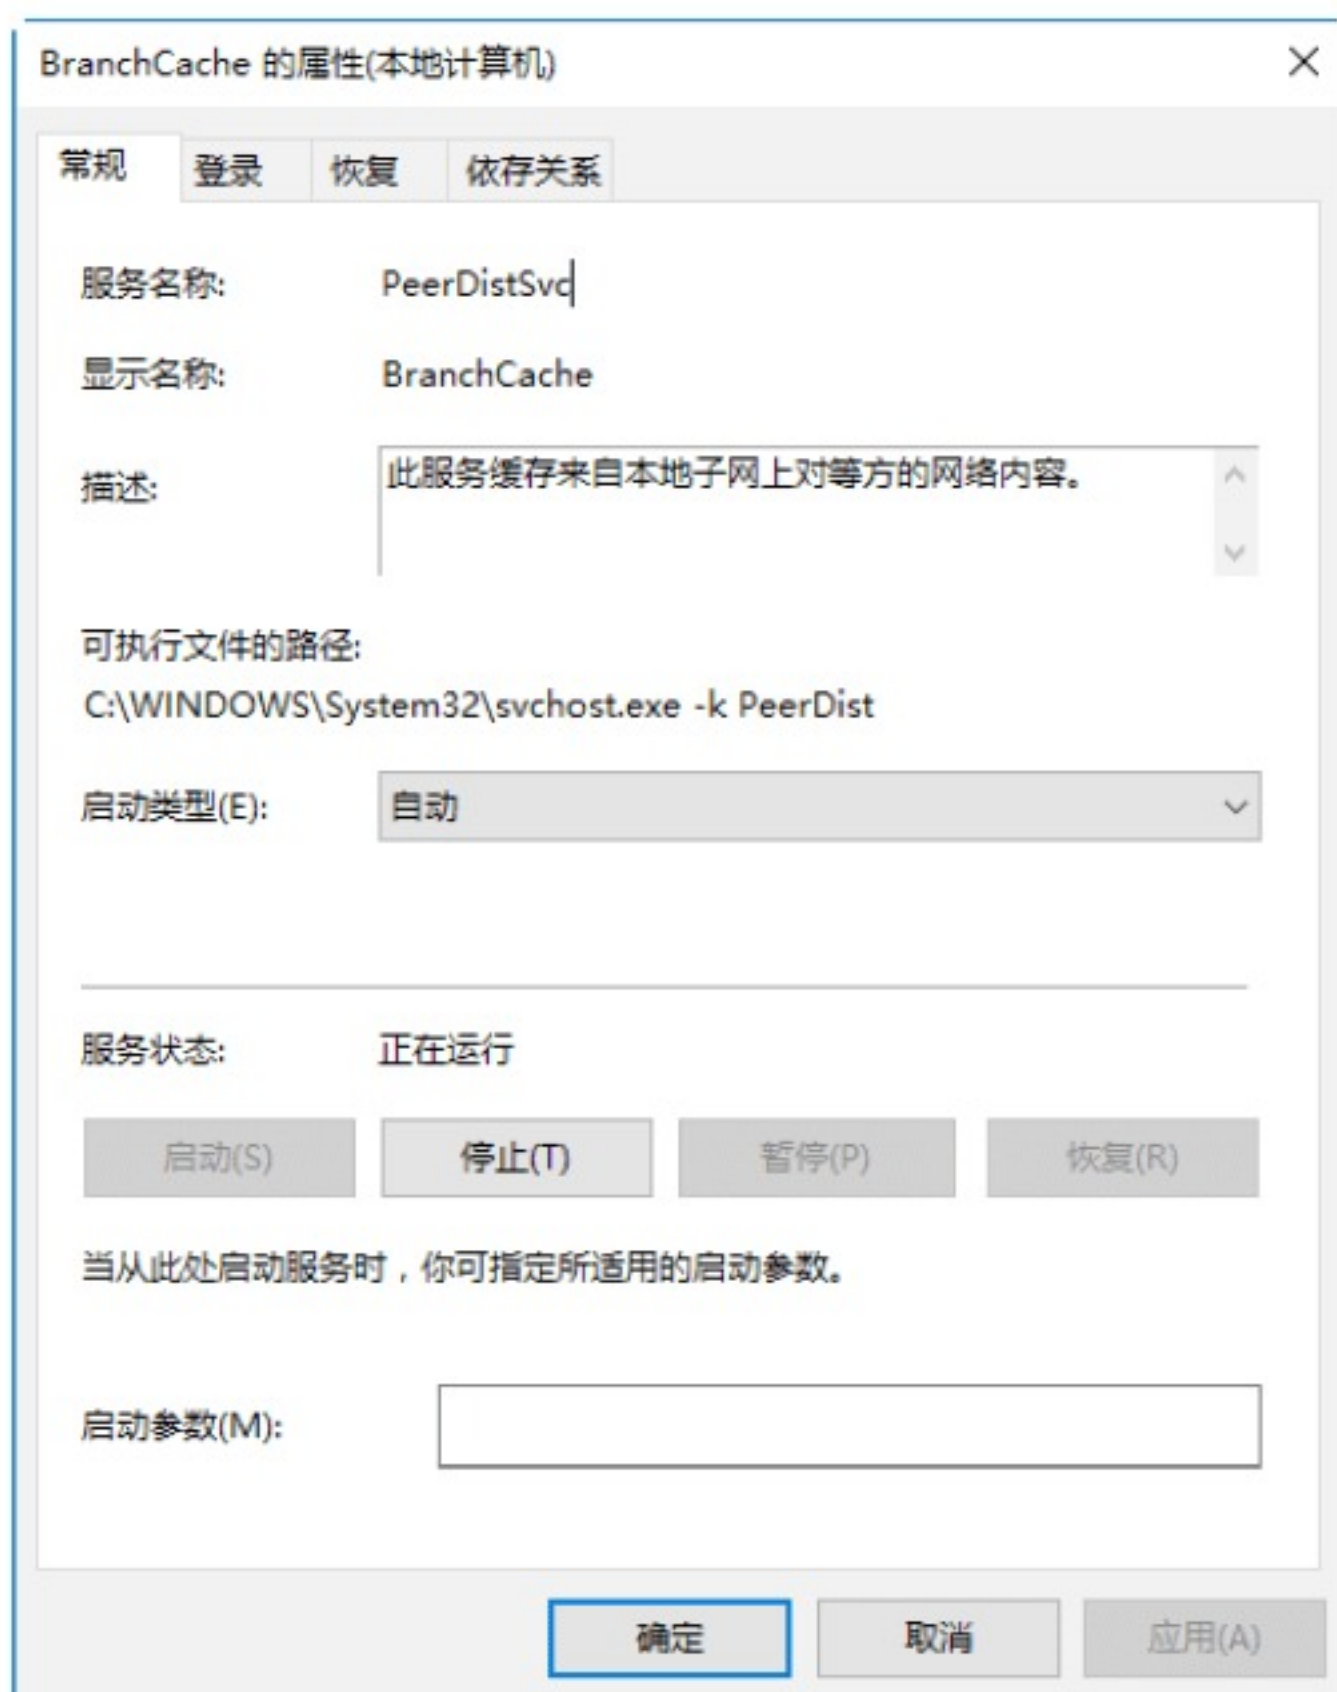 BranchCache 的属性(本地计算机)
常规 登录 恢复 依存关系
服务名称: PeerDistSvc
显示名称: BranchCache
描述: 此服务缓存来自本地子网上对等方的网络内容。
可执行文件的路径:
C:\WINDOWS\System32\svchost.exe -k PeerDist
启动类型(E): 自动
服务状态: 正在运行
启动(S) 停止(T) 暂停(P) 恢复(R)
当从此处启动服务时，你可指定所适用的启动参数。
启动参数(M):
确定 取消 应用(A)